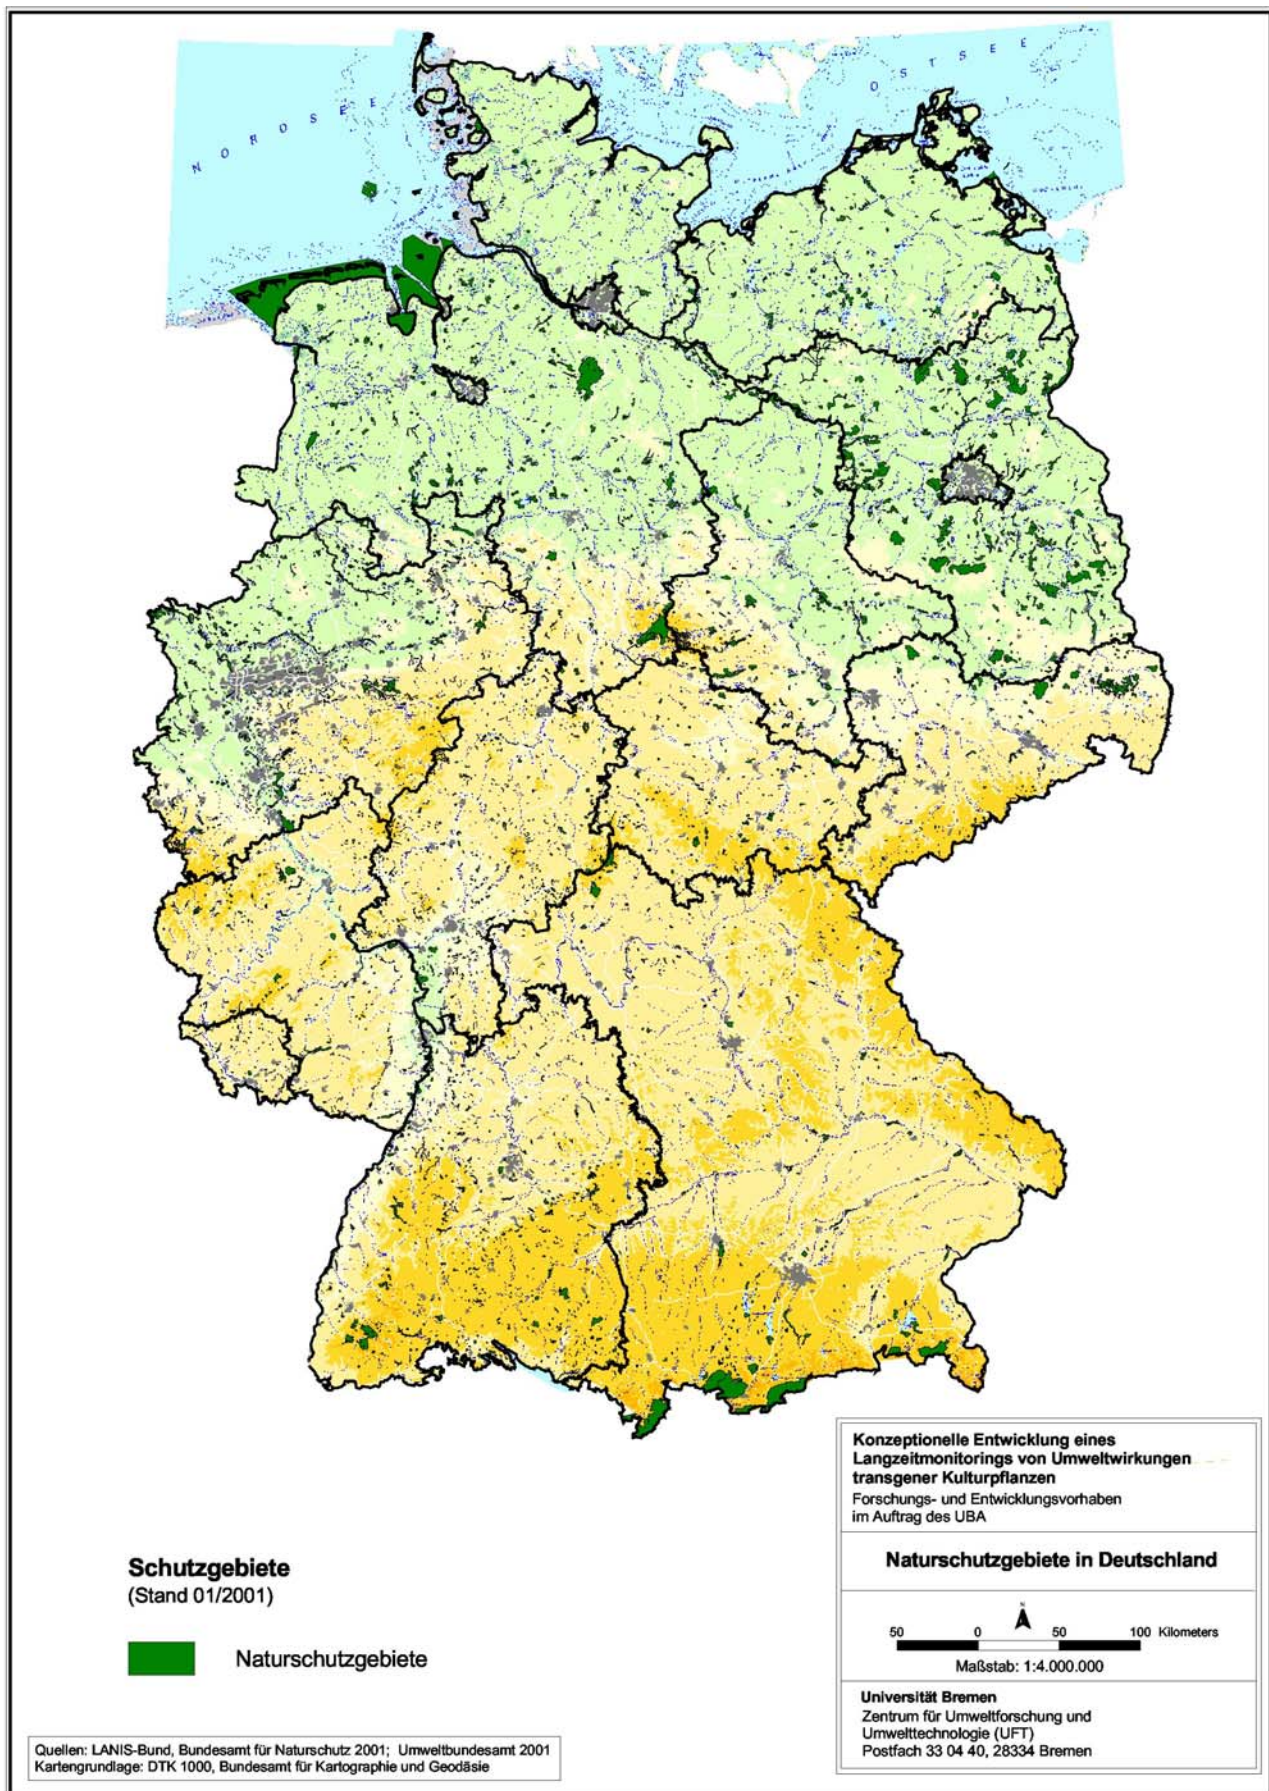 NORDSEE
OSTSEE
Konzeptionelle Entwicklung eines
Langzeitmonitorings von Umweltwirkungen
transgener Kulturpflanzen
Forschungs- und Entwicklungsvorhaben
im Auftrag des UBA
Naturschutzgebiete in Deutschland
N
50 0 50 100 Kilometers
Maßstab: 1:4.000.000
Universität Bremen
Zentrum für Umweltforschung und
Umwelttechnologie (UFT)
Postfach 33 04 40, 28334 Bremen
Schutzgebiete
(Stand 01/2001)
Naturschutzgebiete
Quellen: LANIS-Bund, Bundesamt für Naturschutz 2001; Umweltbundesamt 2001
Kartengrundlage: DTK 1000, Bundesamt für Kartographie und Geodäsie